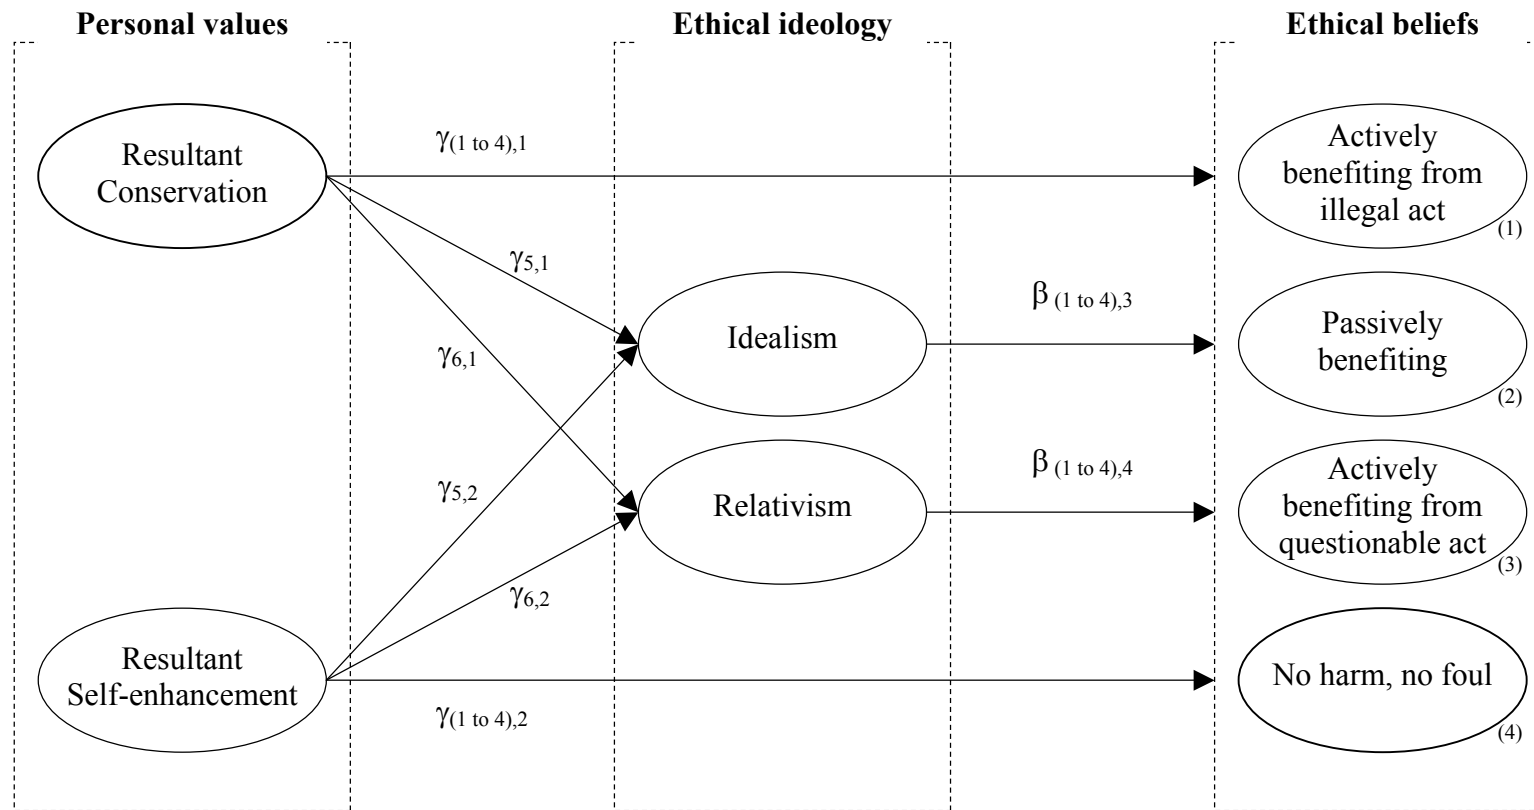 Personal values
Ethical ideology
Ethical beliefs
Resultant
Conservation
γ(1 to 4),1
Actively
benefiting from
illegal act
(1)
γ5,1
β (1 to 4),3
Idealism
Passively
benefiting
(2)
γ6,1
γ5,2
β (1 to 4),4
Relativism
Actively
benefiting from
questionable act
(3)
γ6,2
Resultant
Self-enhancement
No harm, no foul
(4)
γ(1 to 4),2